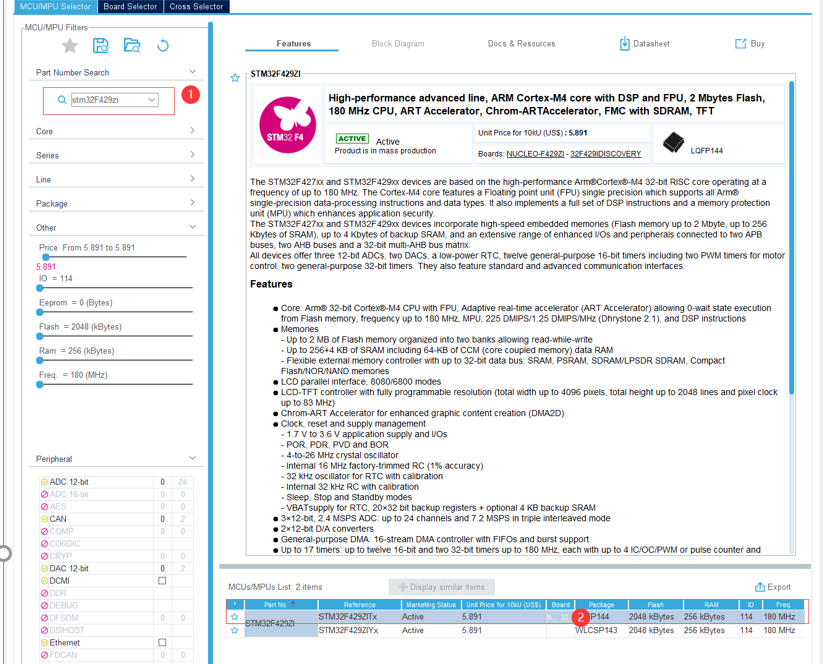 MCU/MPU Selector Board Selector Cross Selector
MCU/MPU Filters
Part Number Search
stm32F429zi
1
Core
Series
Line
Package
Other
Price From 5.891 to 5.891
5.891
IO = 114
Eeprom = 0 (Bytes)
Flash = 2048 (kBytes)
Ram = 256 (kBytes)
Freq. = 180 (MHz)
Peripheral
ADC 12-bit 0 24
ADC 16-bit 0 0
AES 0 0
CAN 0 2
COMP 0 0
CORDIC
CRYP 0 0
DAC 12-bit 0 2
DCMI
DDR
DEBUG
DFSDM 0 0
DSIHOST
Ethernet
FDCAN 0 0
Features Block Diagram Docs & Resources Datasheet Buy
STM32F429ZI
STM32 F4
High-performance advanced line, ARM Cortex-M4 core with DSP and FPU, 2 Mbytes Flash,
180 MHz CPU, ART Accelerator, Chrom-ARTAccelerator, FMC with SDRAM, TFT
ACTIVE Active
Product is in mass production
Unit Price for 10kU (US$) : 5.891
Boards: NUCLEO-F429ZI - 32F429IDISCOVERY
LQFP144
The STM32F427xx and STM32F429xx devices are based on the high-performance Arm®Cortex®-M4 32-bit RISC core operating at a
frequency of up to 180 MHz. The Cortex-M4 core features a Floating point unit (FPU) single precision which supports all Arm®
single-precision data-processing instructions and data types. It also implements a full set of DSP instructions and a memory protection
unit (MPU) which enhances application security.
The STM32F427xx and STM32F429xx devices incorporate high-speed embedded memories (Flash memory up to 2 Mbyte, up to 256
Kbytes of SRAM), up to 4 Kbytes of backup SRAM, and an extensive range of enhanced I/Os and peripherals connected to two APB
buses, two AHB buses and a 32-bit multi-AHB bus matrix.
All devices offer three 12-bit ADCs, two DACs, a low-power RTC, twelve general-purpose 16-bit timers including two PWM timers for motor
control, two general-purpose 32-bit timers. They also feature standard and advanced communication interfaces.
Features
● Core: Arm® 32-bit Cortex®-M4 CPU with FPU, Adaptive real-time accelerator (ART Accelerator) allowing 0-wait state execution
from Flash memory, frequency up to 180 MHz, MPU, 225 DMIPS/1.25 DMIPS/MHz (Dhrystone 2.1), and DSP instructions
● Memories
- Up to 2 MB of Flash memory organized into two banks allowing read-while-write
- Up to 256+4 KB of SRAM including 64-KB of CCM (core coupled memory) data RAM
- Flexible external memory controller with up to 32-bit data bus: SRAM, PSRAM, SDRAM/LPSDR SDRAM, Compact
Flash/NOR/NAND memories
● LCD parallel interface, 8080/6800 modes
● LCD-TFT controller with fully programmable resolution (total width up to 4096 pixels, total height up to 2048 lines and pixel clock
up to 83 MHz)
● Chrom-ART Accelerator for enhanced graphic content creation (DMA2D)
● Clock, reset and supply management
- 1.7 V to 3.6 V application supply and I/Os
- POR, PDR, PVD and BOR
- 4-to-26 MHz crystal oscillator
- Internal 16 MHz factory-trimmed RC (1% accuracy)
- 32 kHz oscillator for RTC with calibration
- Internal 32 kHz RC with calibration
- Sleep, Stop and Standby modes
- VBATsupply for RTC, 20×32 bit backup registers + optional 4 KB backup SRAM
● 3×12-bit, 2.4 MSPS ADC: up to 24 channels and 7.2 MSPS in triple interleaved mode
● 2×12-bit D/A converters
● General-purpose DMA: 16-stream DMA controller with FIFOs and burst support
● Up to 17 timers: up to twelve 16-bit and two 32-bit timers up to 180 MHz, each with up to 4 IC/OC/PWM or pulse counter and
MCUs/MPUs List: 2 items + Display similar items Export
* Part No Reference Marketing Status Unit Price for 10kU (US$) Board Package Flash RAM IO Freq.
STM32F429ZI STM32F429ZITx Active 5.891 2 FP144 2048 kBytes 256 kBytes 114 180 MHz
STM32F429ZIYx Active 5.891 WLCSP143 2048 kBytes 256 kBytes 114 180 MHz